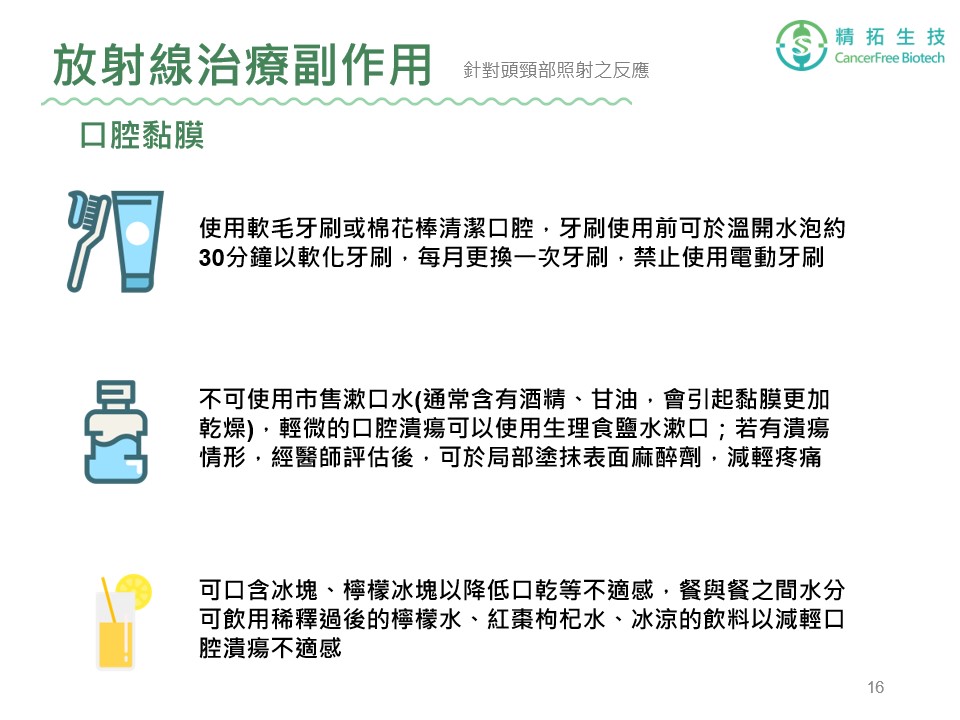 放射線治療副作用
針對頭頸部照射之反應
精拓生技
CancerFree Biotech
口腔黏膜
使用軟毛牙刷或棉花棒清潔口腔，牙刷使用前可於溫開水泡約
30分鐘以軟化牙刷，每月更換一次牙刷，禁止使用電動牙刷
不可使用市售漱口水(通常含有酒精、甘油，會引起黏膜更加
乾燥)，輕微的口腔潰瘍可以使用生理食鹽水漱口；若有潰瘍
情形，經醫師評估後，可於局部塗抹表面麻醉劑，減輕疼痛
可口含冰塊、檸檬冰塊以降低口乾等不適感，餐與餐之間水分
可飲用稀釋過後的檸檬水、紅棗枸杞水、冰涼的飲料以減輕口
腔潰瘍不適感
16